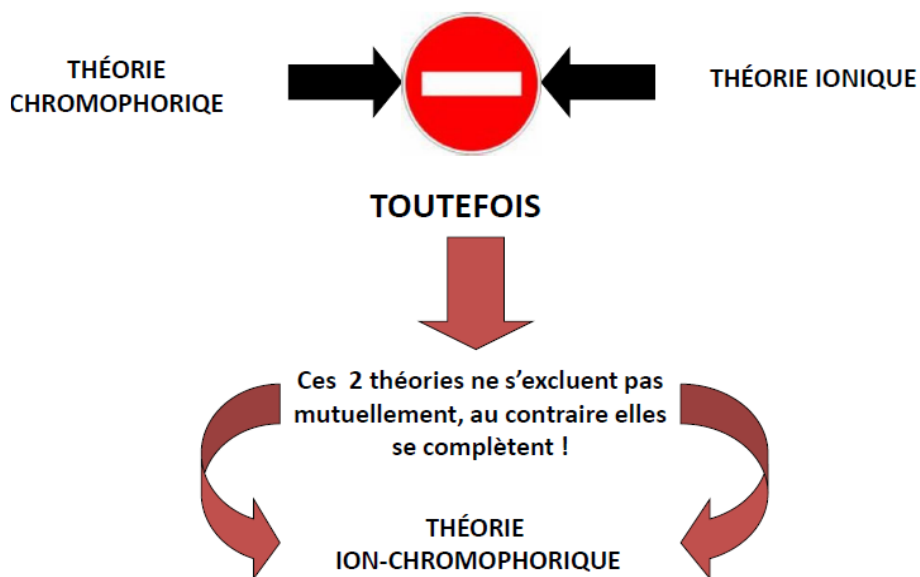 THÉORIE
CHROMOPHORIQE
THÉORIE IONIQUE
TOUTEFOIS
Ces 2 théories ne s'excluent pas
mutuellement, au contraire elles
se complètent !
THÉORIE
ION-CHROMOPHORIQUE